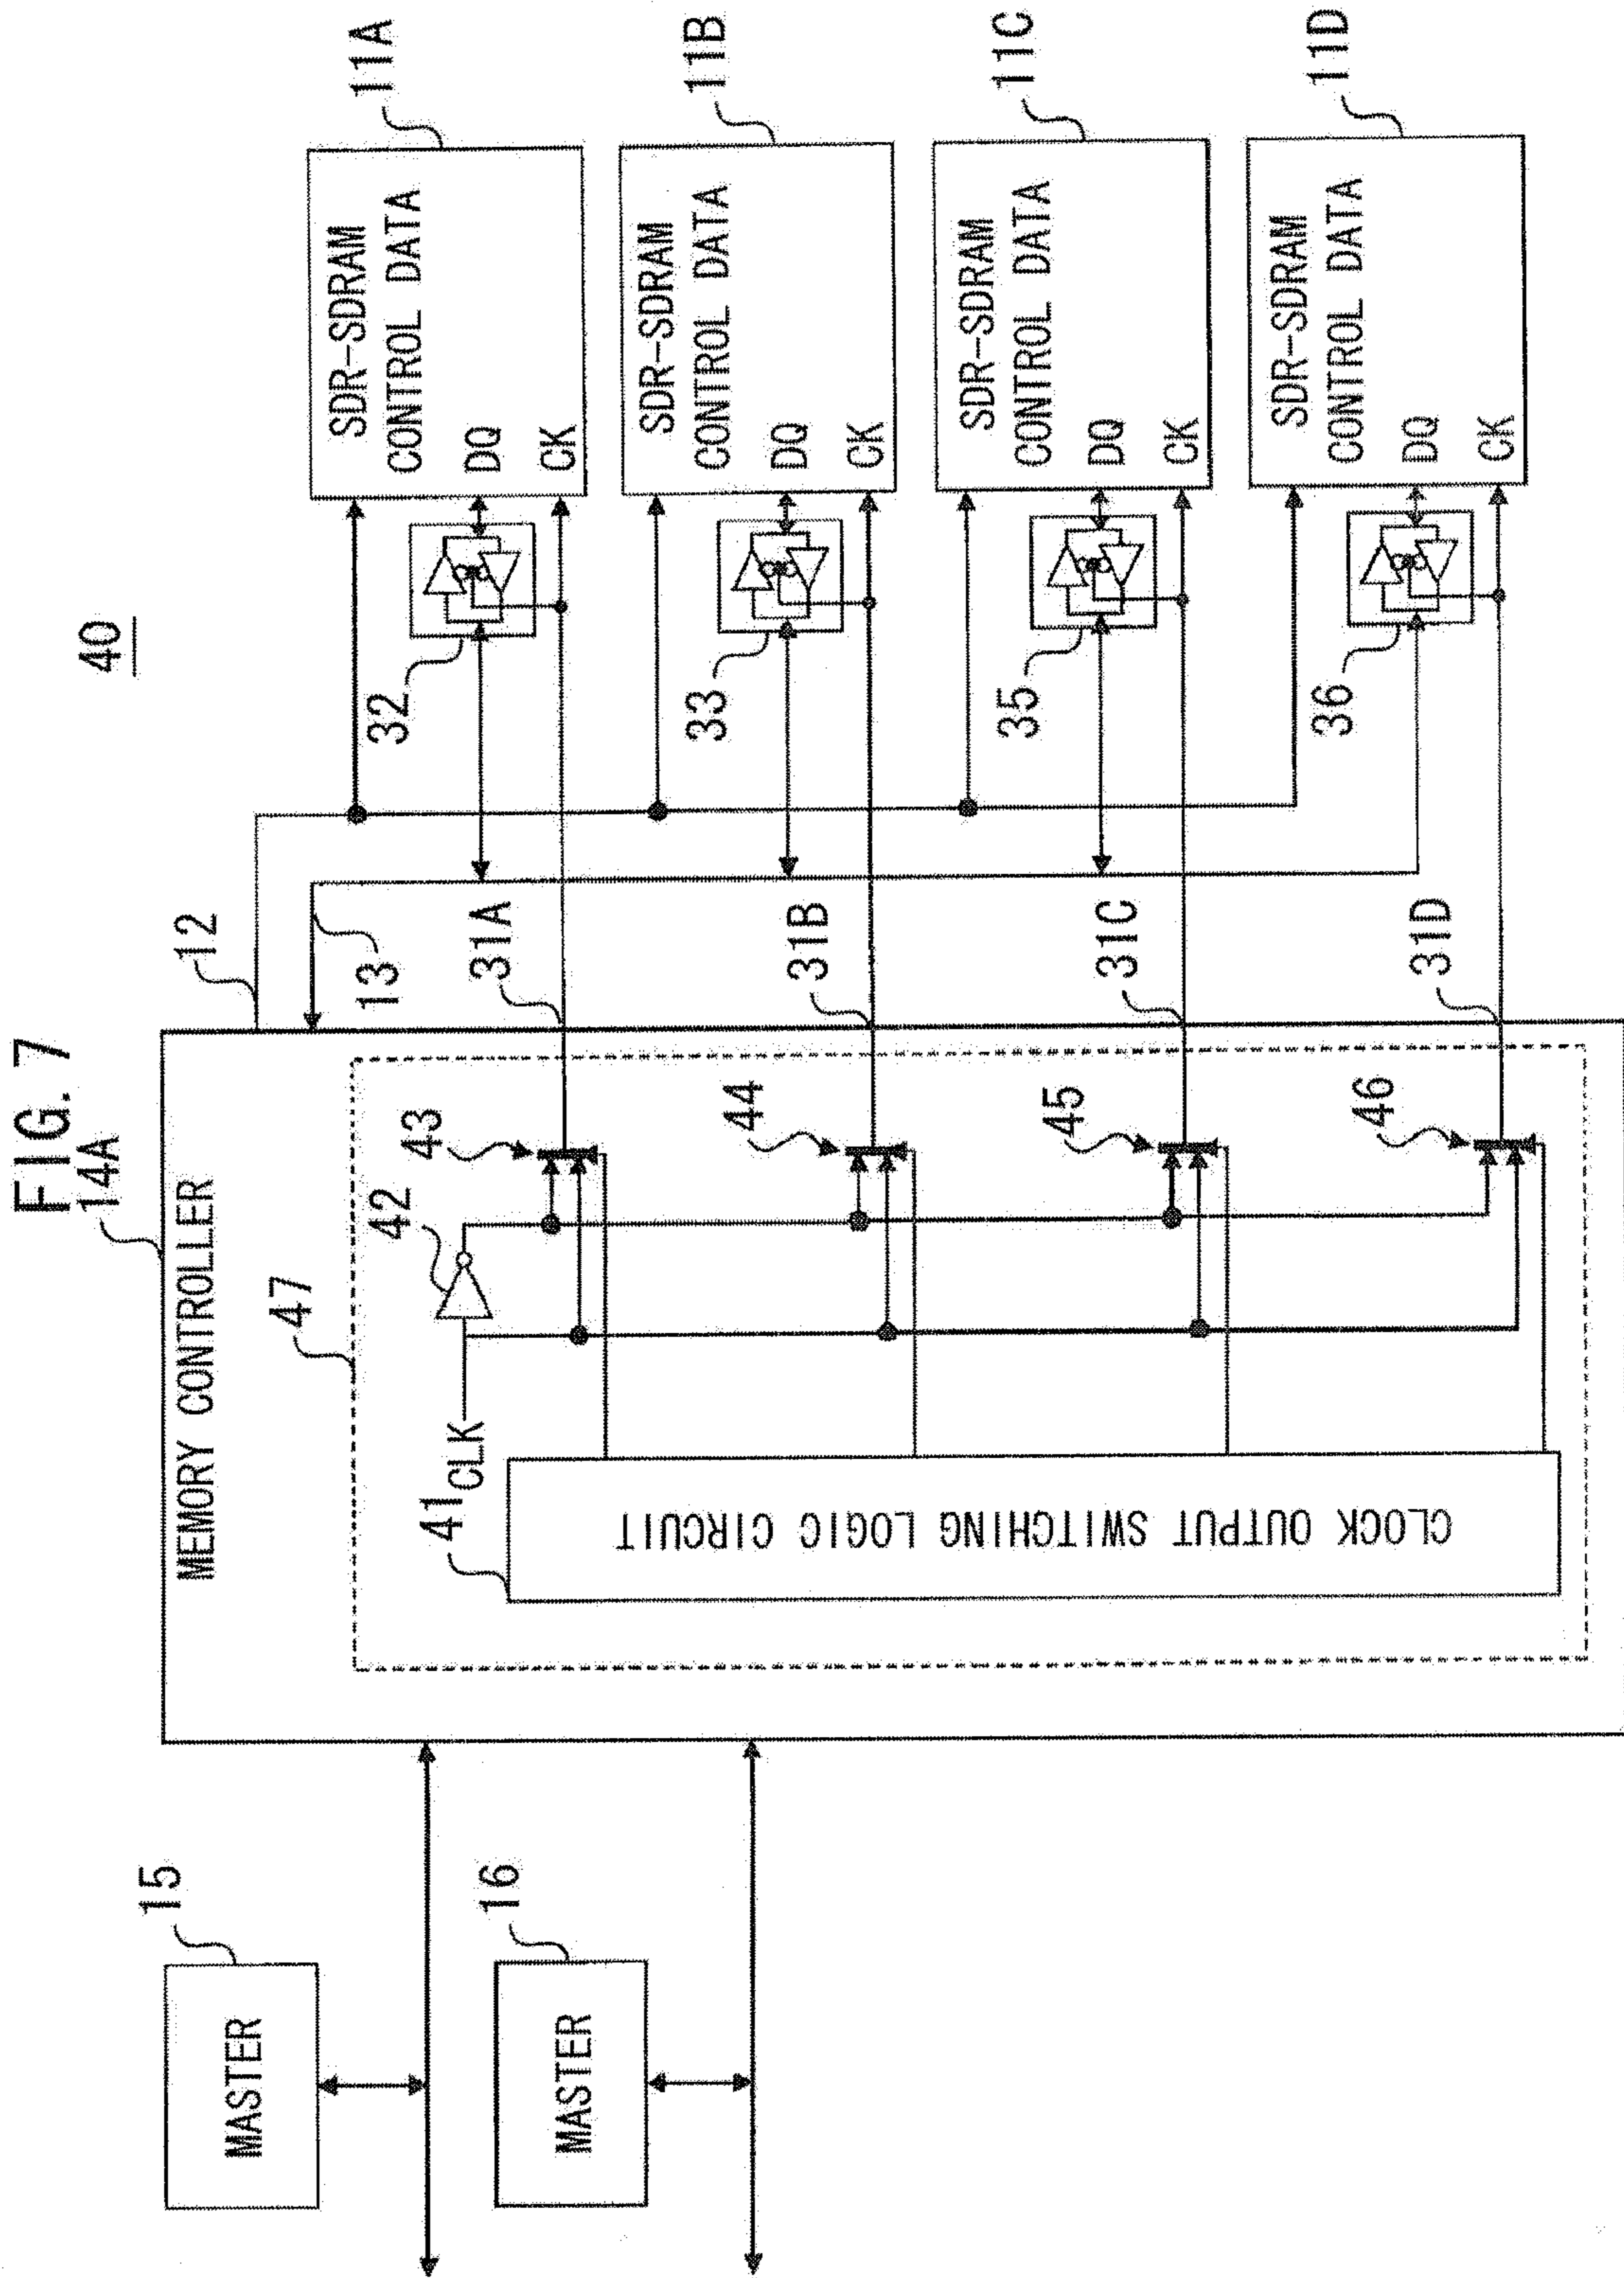 FIG. 7
40
14A
MEMORY CONTROLLER
47
41
CLK
42
CLOCK OUTPUT SWITCHING LOGIC CIRCUIT
43
44
45
46
12
13
31A
31B
31C
31D
15
MASTER
16
MASTER
32
33
35
36
11A
SDR-SDRAM
CONTROL DATA
DQ
CK
11B
SDR-SDRAM
CONTROL DATA
DQ
CK
11C
SDR-SDRAM
CONTROL DATA
DQ
CK
11D
SDR-SDRAM
CONTROL DATA
DQ
CK